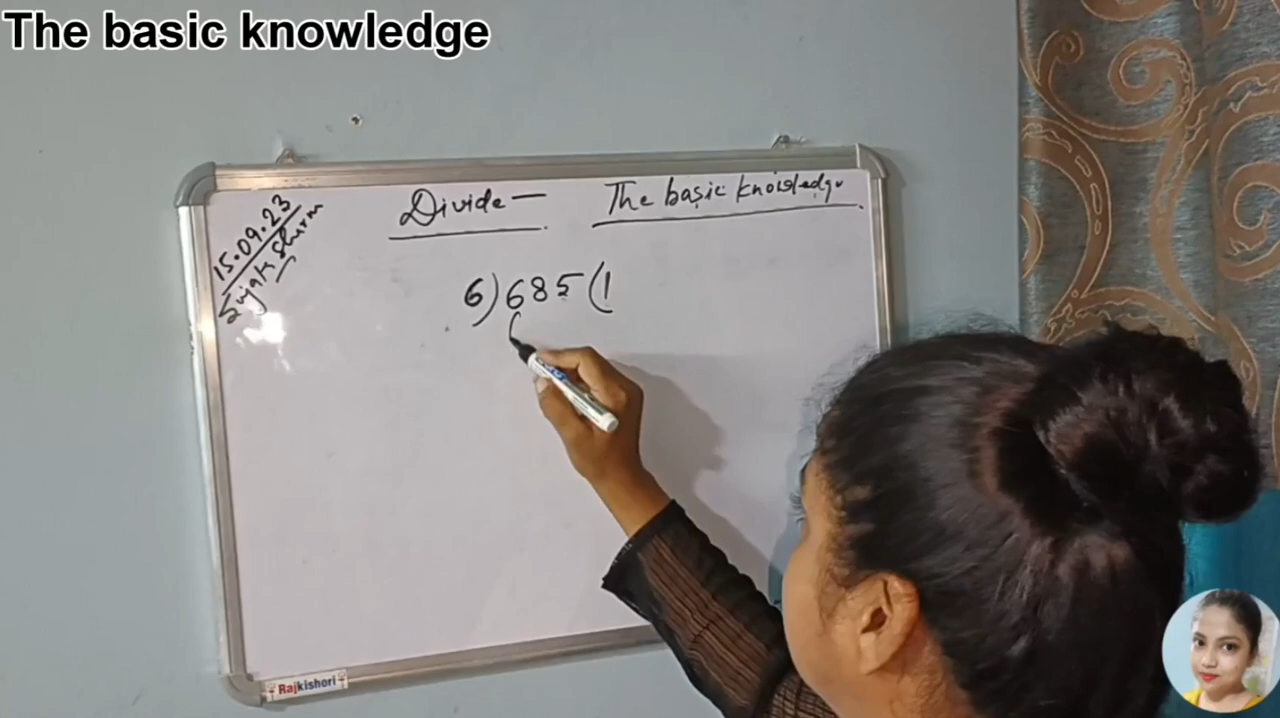 The basic knowledge
Divide — The basic knowledge
15.09.23
6)685(1
Rajkishori